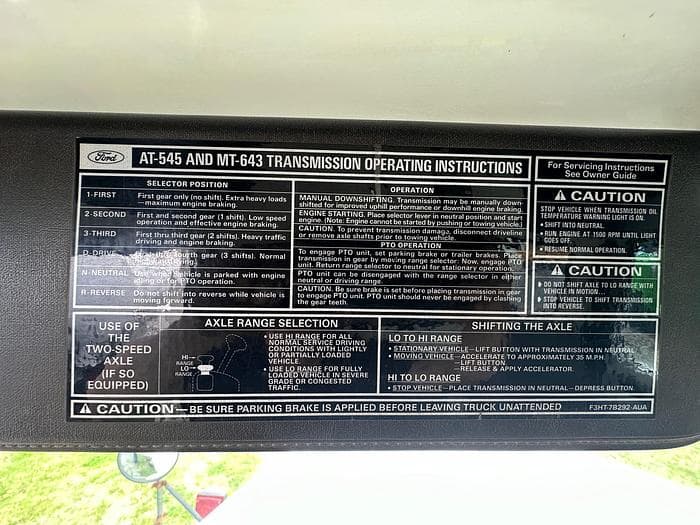 Ford
AT-545 AND MT-643 TRANSMISSION OPERATING INSTRUCTIONS
SELECTOR POSITION
1-FIRST
First gear only (no shift). Extra heavy loads
—maximum engine braking.
2-SECOND
First and second gear (1 shift). Low speed
operation and effective engine braking.
3-THIRD
First thru third gear (2 shifts). Heavy traffic
driving and engine braking.
D-DRIVE
fourth gear (3 shifts). Normal
driving.
N-NEUTRAL
Use when vehicle is parked with engine
idling or for PTO operation.
R-REVERSE
Do not shift into reverse while vehicle is
moving forward.
OPERATION
MANUAL DOWNSHIFTING. Transmission may be manually down-
shifted for improved uphill performance or downhill engine braking.
ENGINE STARTING. Place selector lever in neutral position and start
engine. (Note: Engine cannot be started by pushing or towing vehicle.)
CAUTION. To prevent transmission damage, disconnect driveline
or remove axle shafts prior to towing vehicle.
PTO OPERATION
To engage PTO unit, set parking brake or trailer brakes. Place
transmission in gear by moving range selector: Now, engage PTO
unit. Return range selector to neutral for stationary operation.
PTO unit can be disengaged with the range selector in either
neutral or driving range.
CAUTION. Be sure brake is set before placing transmission in gear
to engage PTO unit. PTO unit should never be engaged by clashing
the gear teeth.
For Servicing Instructions
See Owner Guide
CAUTION
STOP VEHICLE WHEN TRANSMISSION OIL
TEMPERATURE WARNING LIGHT IS ON.
• SHIFT INTO NEUTRAL.
• RUN ENGINE AT 1500 RPM UNTIL LIGHT
GOES OFF.
• RESUME NORMAL OPERATION.
CAUTION
• DO NOT SHIFT AXLE TO LO RANGE WITH
VEHICLE IN MOTION . . .
• STOP VEHICLE TO SHIFT TRANSMISSION
INTO REVERSE.
USE OF
THE
TWO-SPEED
AXLE
(IF SO
EQUIPPED)
AXLE RANGE SELECTION
HI—
RANGE
LO—
RANGE
• USE HI RANGE FOR ALL
NORMAL SERVICE DRIVING
CONDITIONS WITH LIGHTLY
OR PARTIALLY LOADED
VEHICLE.
• USE LO RANGE FOR FULLY
LOADED VEHICLE IN SEVERE
GRADE OR CONGESTED
TRAFFIC.
SHIFTING THE AXLE
LO TO HI RANGE
• STATIONARY VEHICLE—LIFT BUTTON WITH TRANSMISSION IN NEUTRAL
• MOVING VEHICLE—ACCELERATE TO APPROXIMATELY 35 M.P.H.
—LIFT BUTTON
—RELEASE & APPLY ACCELERATOR.
HI TO LO RANGE
• STOP VEHICLE—PLACE TRANSMISSION IN NEUTRAL—DEPRESS BUTTON.
CAUTION—BE SURE PARKING BRAKE IS APPLIED BEFORE LEAVING TRUCK UNATTENDED
F3HT-7B292-AUA